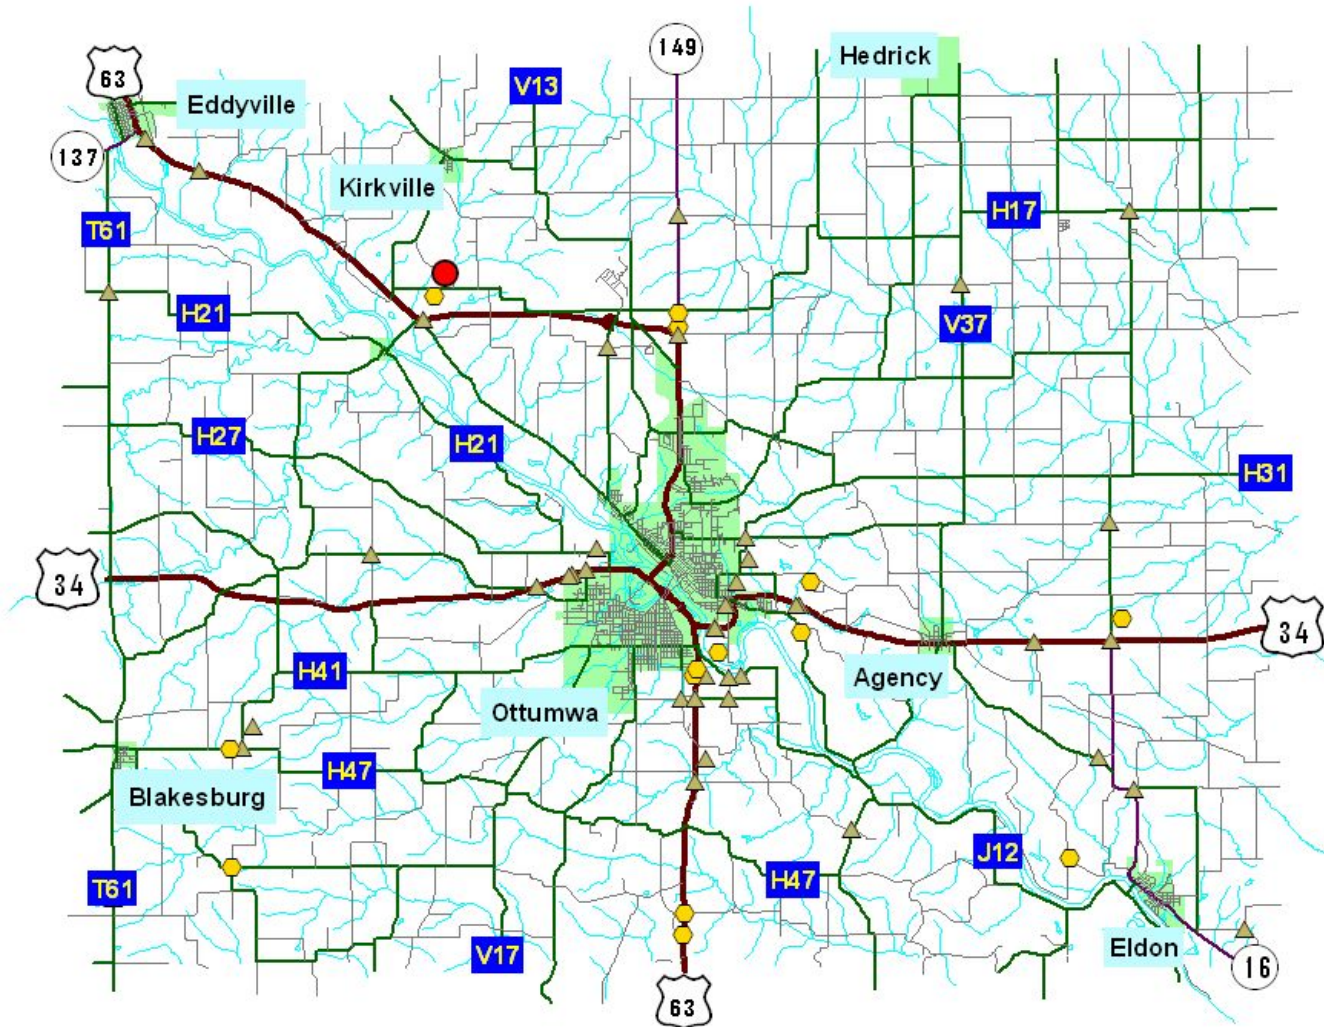 149
Hedrick
63
V13
Eddyville
137
Kirkville
H17
T61
H21
V37
H27
H21
H31
34
34
H41
Agency
Ottumwa
H47
Blakesburg
J12
H47
T61
Eldon
V17
16
63